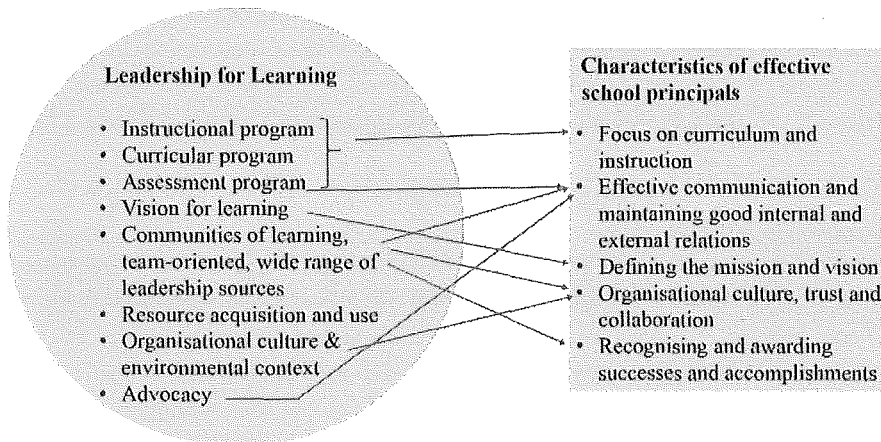 Leadership for Learning
• Instructional program
• Curricular program
• Assessment program
• Vision for learning
• Communities of learning,
team-oriented, wide range of
leadership sources
• Resource acquisition and use
• Organisational culture &
environmental context
• Advocacy
Characteristics of effective
school principals
• Focus on curriculum and
instruction
• Effective communication and
maintaining good internal and
external relations
• Defining the mission and vision
• Organisational culture, trust and
collaboration
• Recognising and awarding
successes and accomplishments